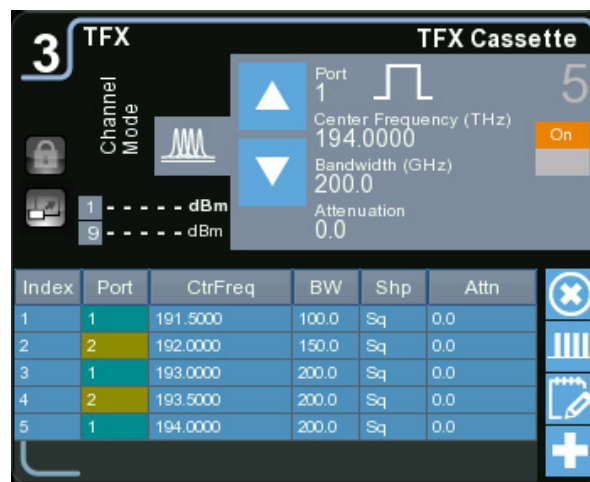 3 TFX TFX Cassette
Channel
Mode
Port
1
5
Center Frequency (THz)
194.0000
On
Bandwidth (GHz)
200.0
Attenuation
0.0
1 - - - - - dBm
9 - - - - - dBm
Index Port CtrFreq BW Shp Attn
1 1 191.5000 100.0 Sq 0.0
2 2 192.0000 150.0 Sq 0.0
3 1 193.0000 200.0 Sq 0.0
4 2 193.5000 200.0 Sq 0.0
5 1 194.0000 200.0 Sq 0.0